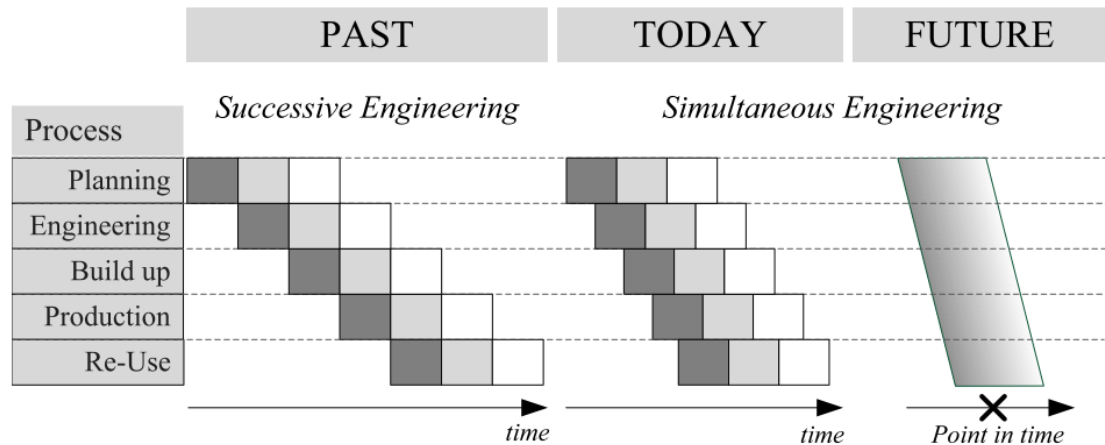 PAST
TODAY
FUTURE
Successive Engineering
Simultaneous Engineering
Process
Planning
Engineering
Build up
Production
Re-Use
time
time
Point in time